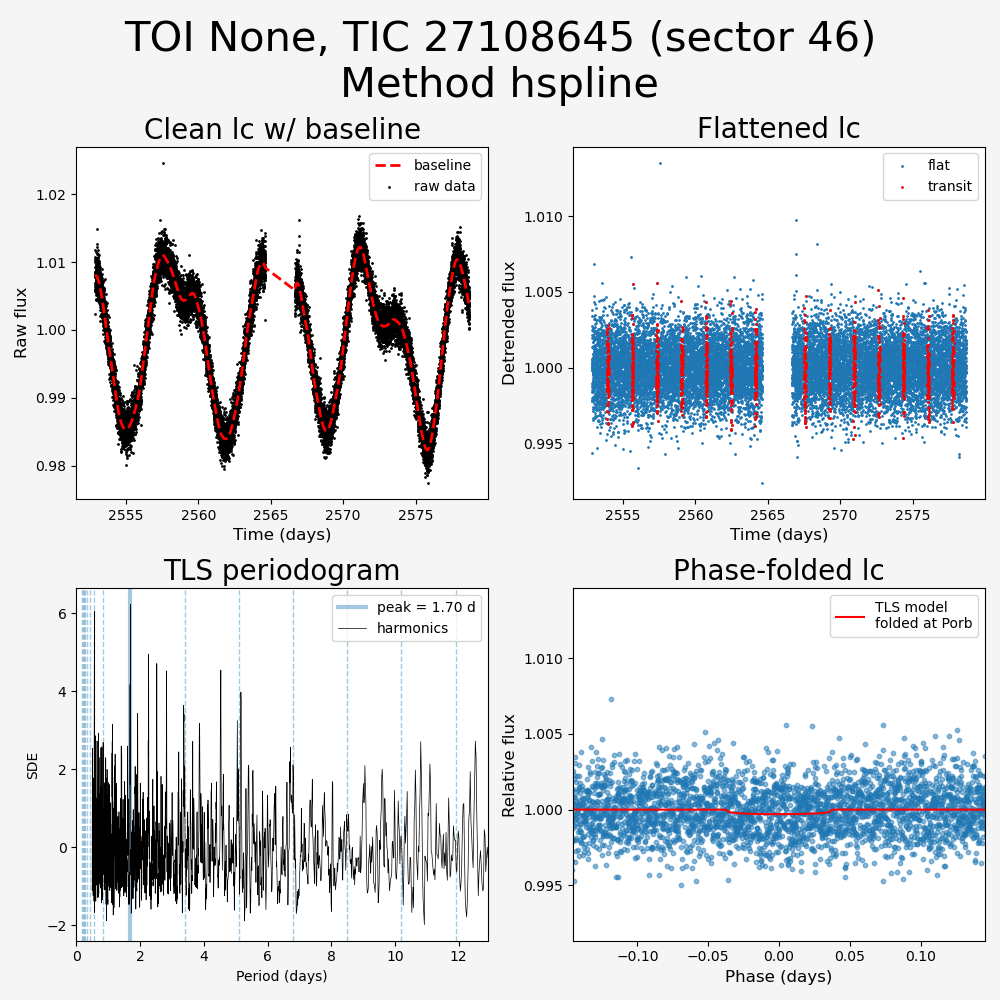 TOI None, TIC 27108645 (sector 46)
Method hspline
Clean lc w/ baseline
Raw flux
1.02
1.01
1.00
0.99
0.98
baseline
raw data
2555 2560 2565 2570 2575
Time (days)
Flattened lc
Detrended flux
1.010
1.005
1.000
0.995
flat
transit
2555 2560 2565 2570 2575
Time (days)
TLS periodogram
SDE
6
4
2
0
−2
peak = 1.70 d
harmonics
0 2 4 6 8 10 12
Period (days)
Phase-folded lc
Relative flux
1.010
1.005
1.000
0.995
TLS model
folded at Porb
−0.10 −0.05 0.00 0.05 0.10
Phase (days)